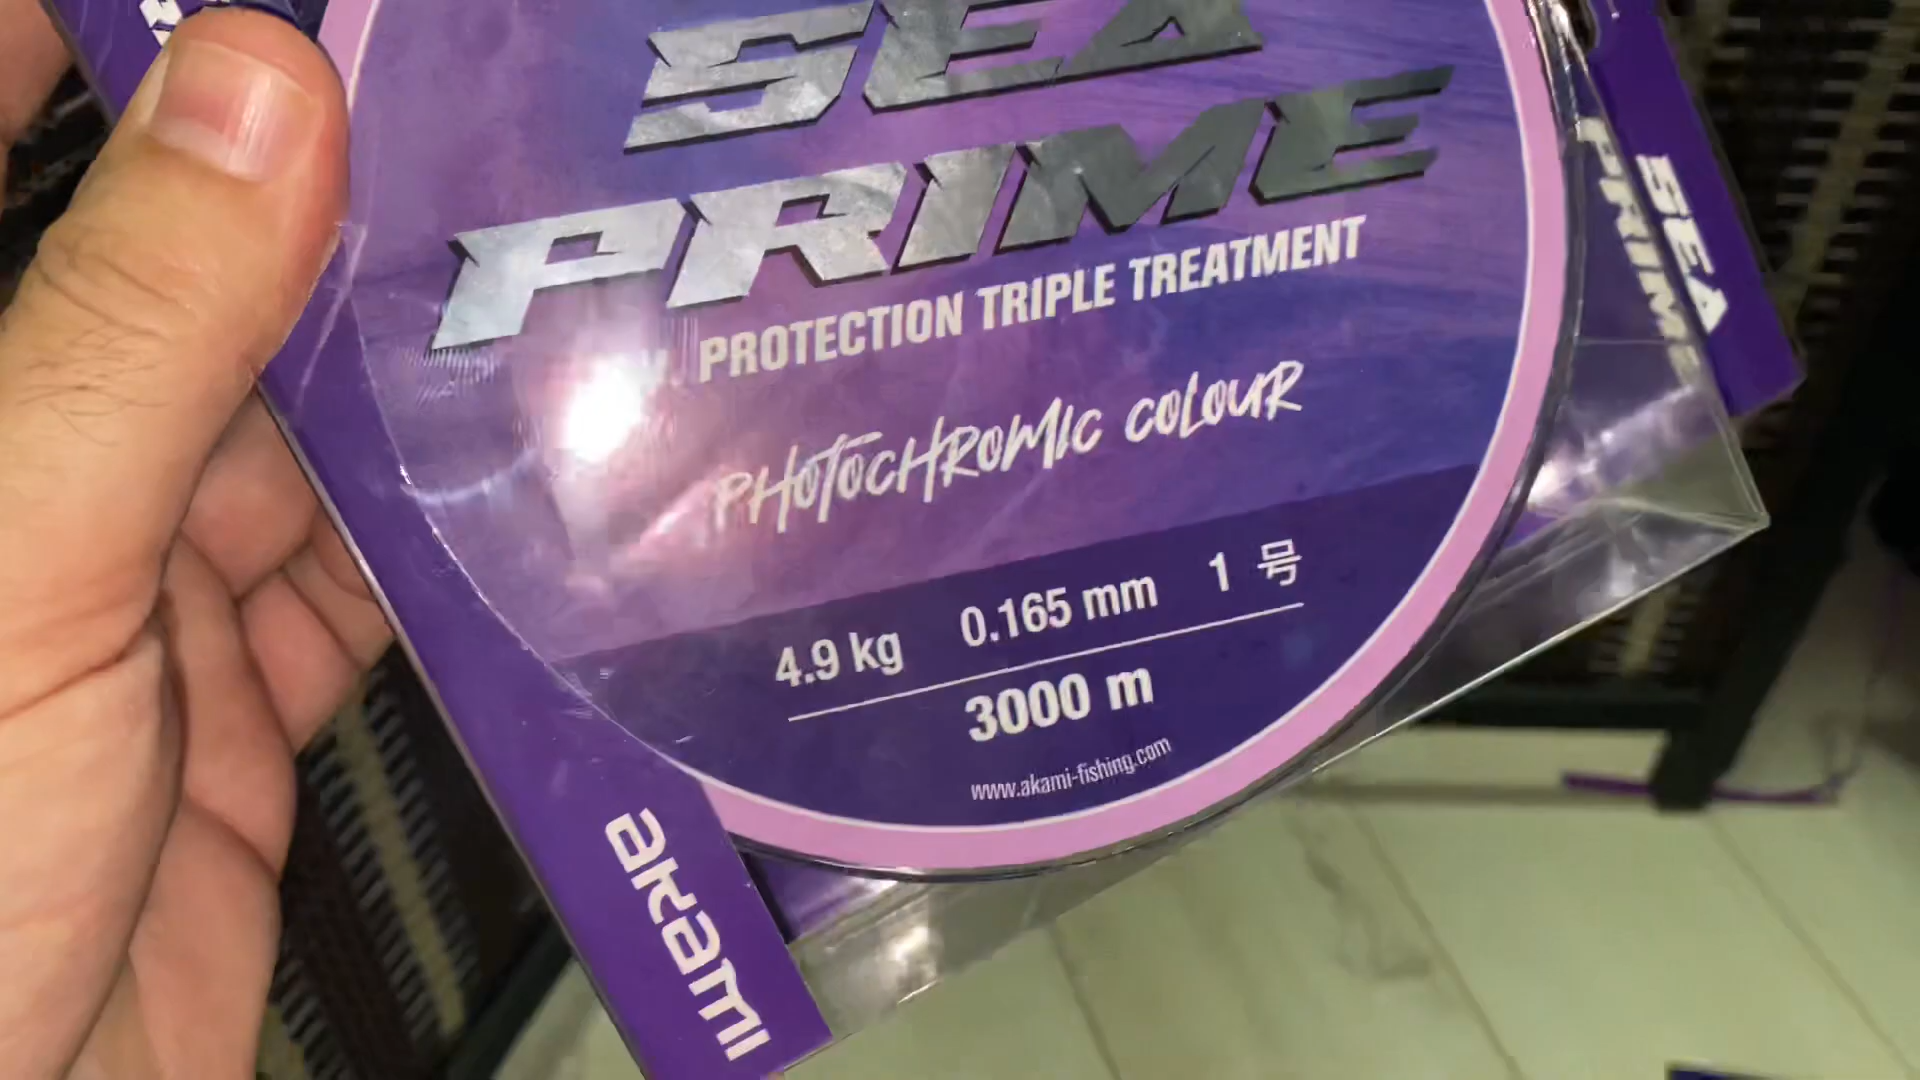 SEA
PRIME
PROTECTION TRIPLE TREATMENT
PHOTOCHROMIC COLOUR
4.9 kg 0.165 mm 1 号
3000 m
www.akami-fishing.com
akami
SEA
PRIME